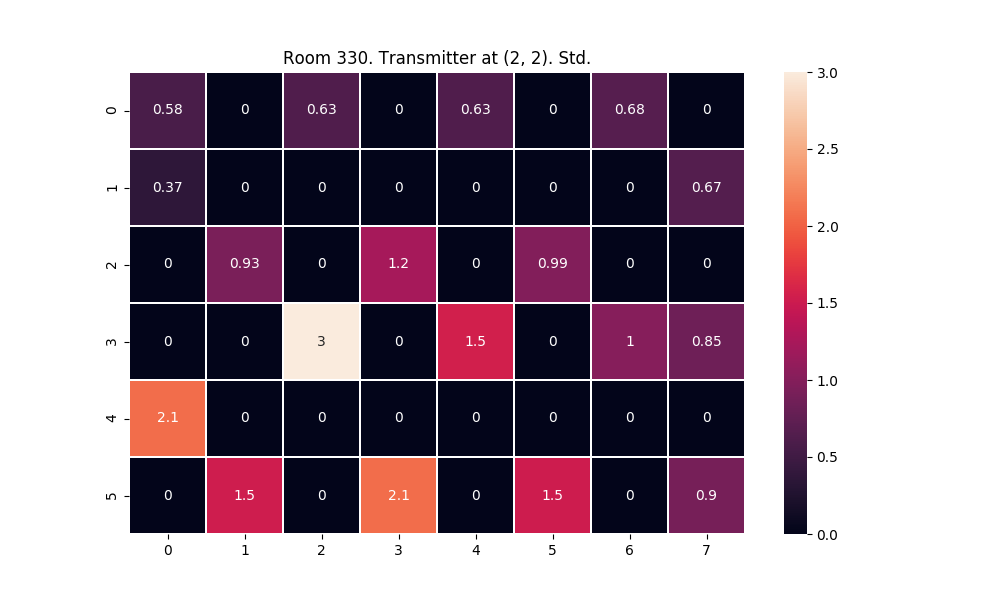 Room 330. Transmitter at (2, 2). Std.
0 0.58 0 0.63 0 0.63 0 0.68 0
1 0.37 0 0 0 0 0 0 0.67
2 0 0.93 0 1.2 0 0.99 0 0
3 0 0 3 0 1.5 0 1 0.85
4 2.1 0 0 0 0 0 0 0
5 0 1.5 0 2.1 0 1.5 0 0.9
0 1 2 3 4 5 6 7
3.0
2.5
2.0
1.5
1.0
0.5
0.0